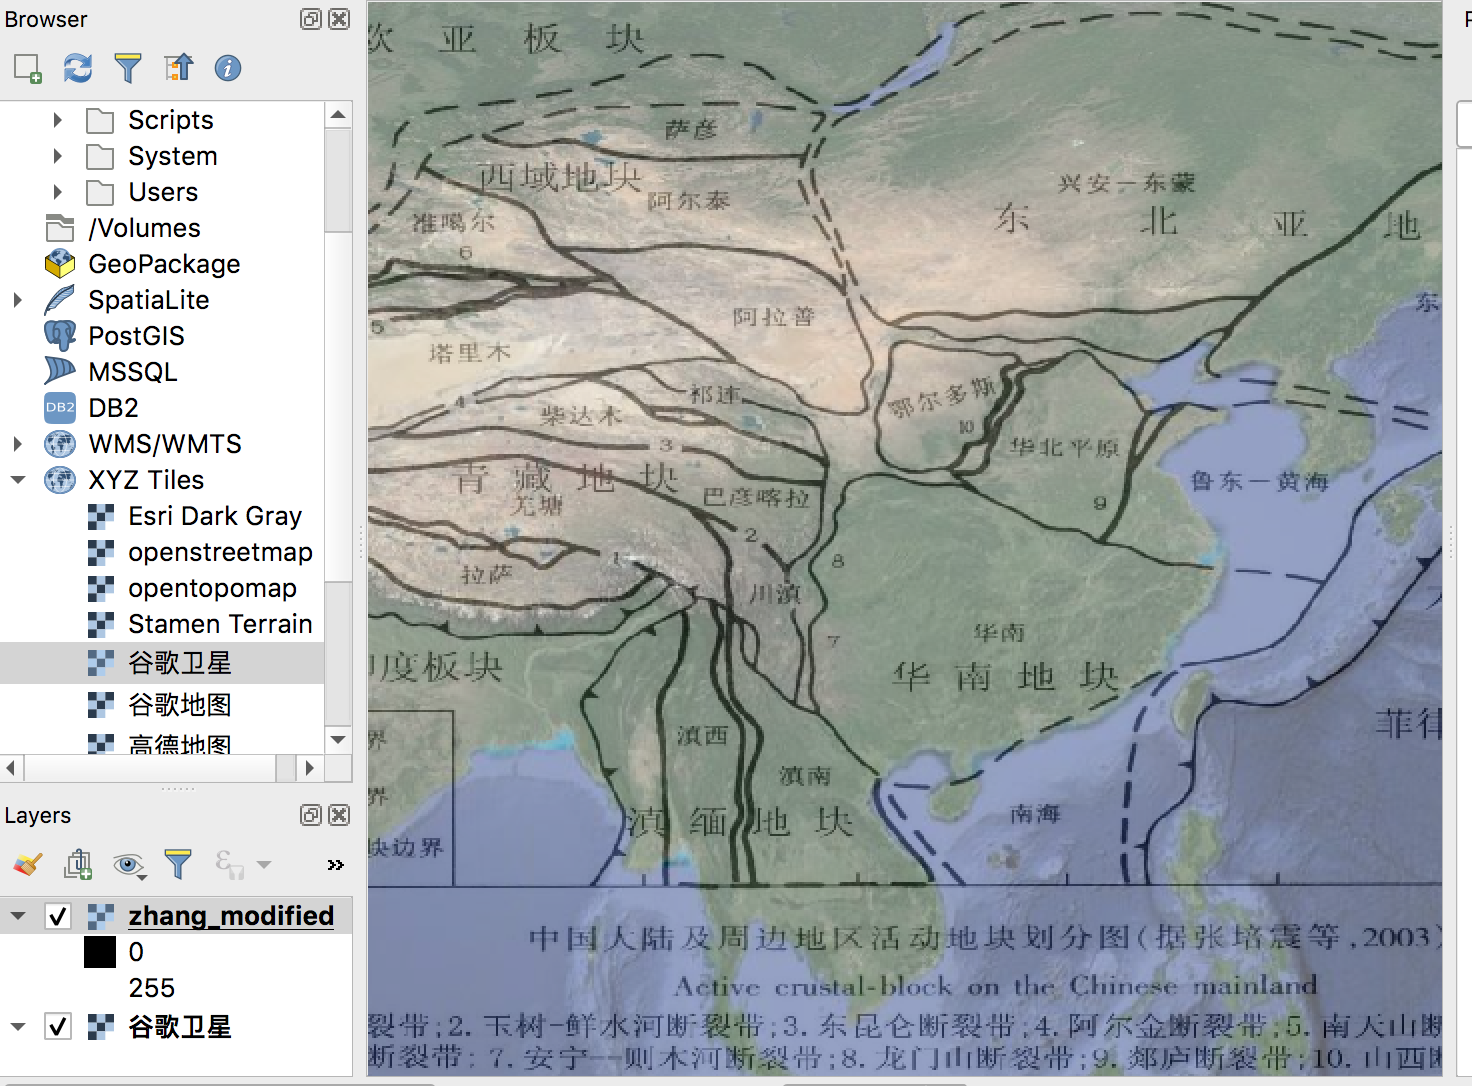 Browser
Scripts
System
Users
/Volumes
GeoPackage
SpatiaLite
PostGIS
MSSQL
DB2
DB2
WMS/WMTS
XYZ Tiles
Esri Dark Gray
openstreetmap
opentopomap
Stamen Terrain
谷歌卫星
谷歌地图
高德地图
Layers
zhang_modified
0
255
谷歌卫星
欧 亚 板 块
萨彦
西域地块
阿尔泰
准噶尔
6
兴安－东蒙
东 北 亚 地
5
阿拉善
塔里木
东
4
祁连
柴达木
鄂尔多斯
10
华北平原
3
青 藏 地 块
羌塘
巴彦喀拉
鲁东－黄海
9
2
1
拉萨
8
川滇
7
华南
华 南 地 块
印度板块
滇西
滇南
菲律
界
界
块边界
滇 缅 地 块
南海
中国大陆及周边地区活动地块划分图(据张培震等,2003)
Active crustal-block on the Chinese mainland
裂带;2. 玉树-鲜水河断裂带;3. 东昆仑断裂带;4. 阿尔金断裂带;5. 南天山断
断裂带; 7. 安宁—则木河断裂带;8. 龙门山断裂带;9. 郯庐断裂带;10. 山西断